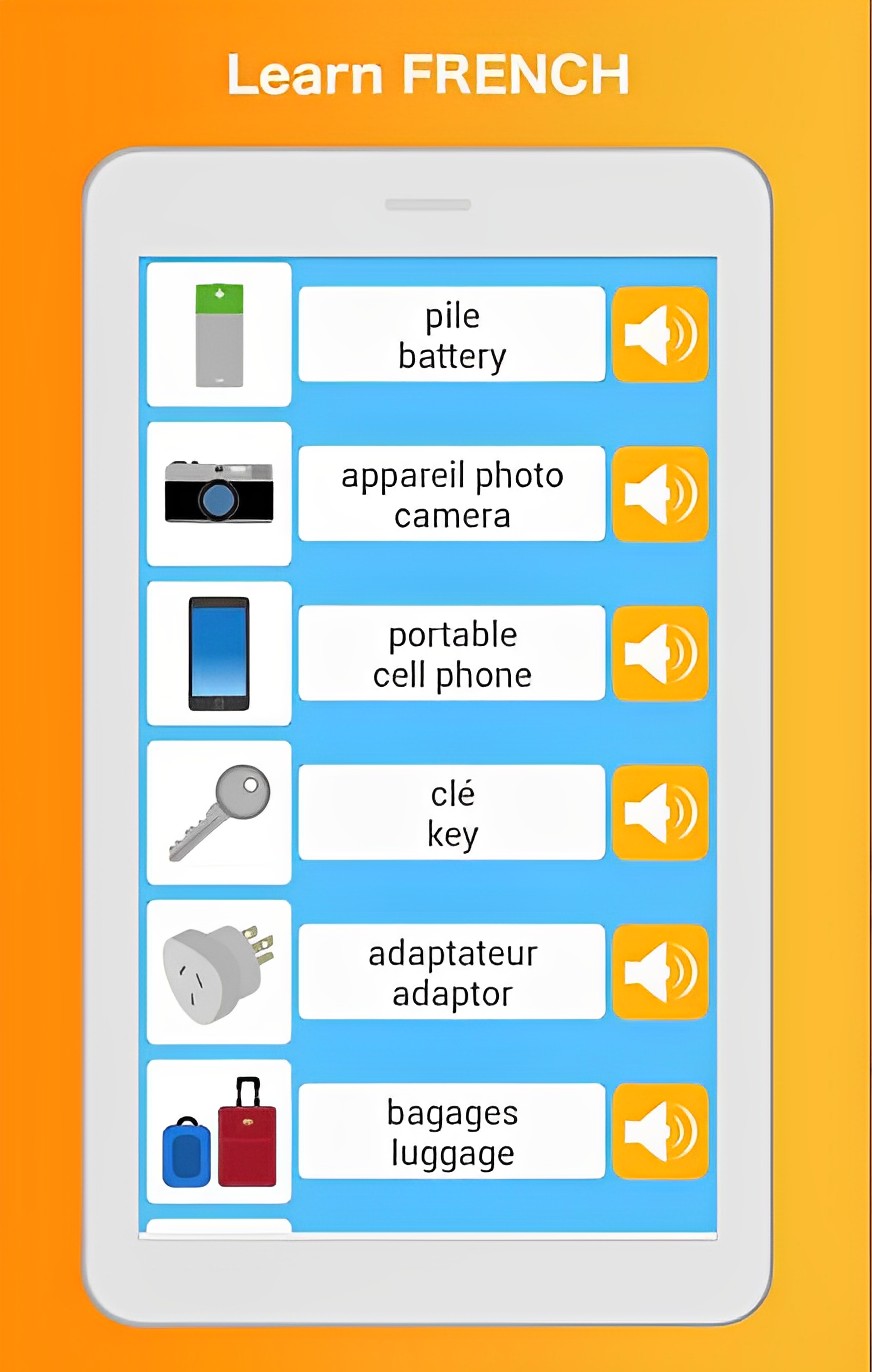 Learn FRENCH
pile
battery
appareil photo
camera
portable
cell phone
clé
key
adaptateur
adaptor
bagages
luggage